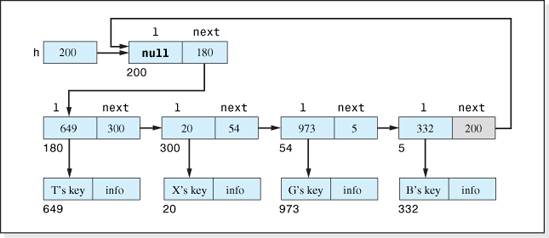 l next
h 200 null 180
200
l next l next l next l next
649 300 20 54 973 5 332 200
180 300 54 5
T's key info X's key info G's key info B's key info
649 20 973 332